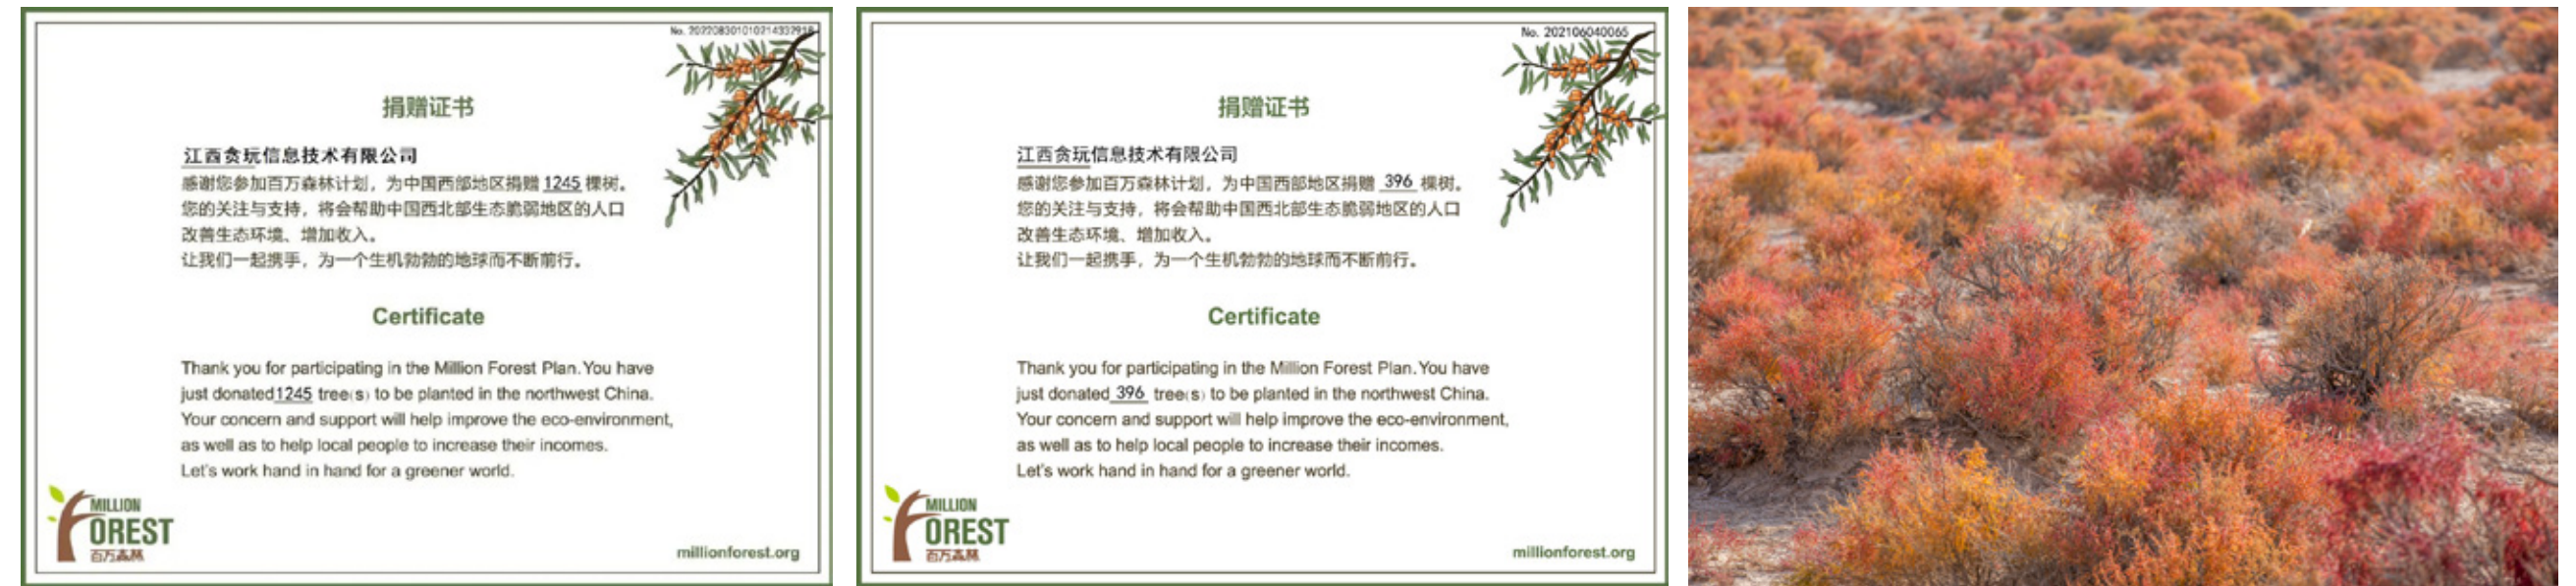 No. 202208301010214332918
捐赠证书
江西贪玩信息技术有限公司
感谢您参加百万森林计划，为中国西部地区捐赠 1245 棵树。
您的关注与支持，将会帮助中国西北部生态脆弱地区的人口
改善生态环境、增加收入。
让我们一起携手，为一个生机勃勃的地球而不断前行。
Certificate
Thank you for participating in the Million Forest Plan. You have
just donated 1245 tree(s) to be planted in the northwest China.
Your concern and support will help improve the eco-environment,
as well as to help local people to increase their incomes.
Let's work hand in hand for a greener world.
MILLION
FOREST
百万森林
millionforest.org
No. 202106040065
捐赠证书
江西贪玩信息技术有限公司
感谢您参加百万森林计划，为中国西部地区捐赠 396 棵树。
您的关注与支持，将会帮助中国西北部生态脆弱地区的人口
改善生态环境、增加收入。
让我们一起携手，为一个生机勃勃的地球而不断前行。
Certificate
Thank you for participating in the Million Forest Plan. You have
just donated 396 tree(s) to be planted in the northwest China.
Your concern and support will help improve the eco-environment,
as well as to help local people to increase their incomes.
Let's work hand in hand for a greener world.
MILLION
FOREST
百万森林
millionforest.org